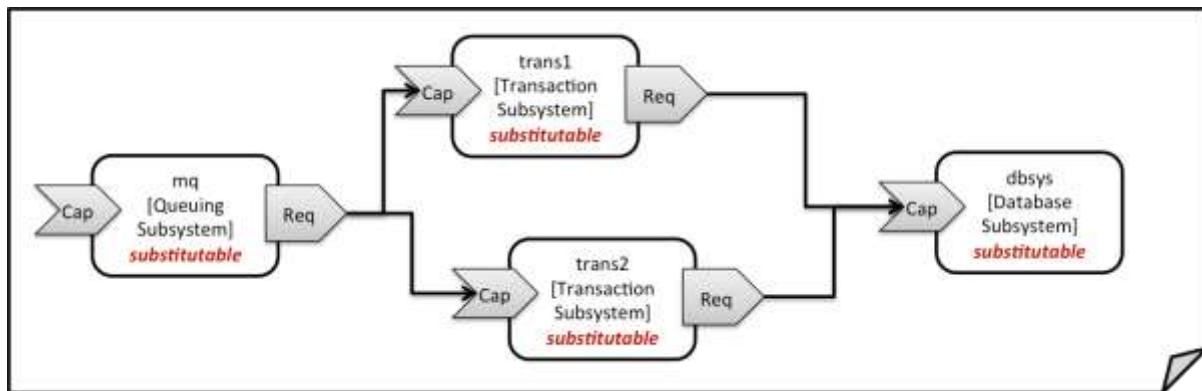 trans1
[Transaction
Subsystem]
substitutable
Cap
Req
mq
[Queuing
Subsystem]
substitutable
Cap
Req
trans2
[Transaction
Subsystem]
substitutable
Cap
Req
dbsys
[Database
Subsystem]
substitutable
Cap